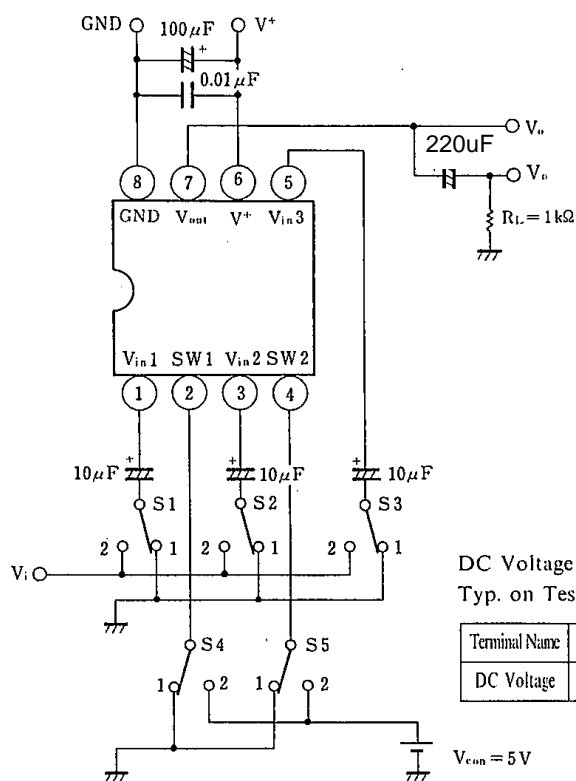 GND
100μF
+
V+
0.01μF
Vo
220uF
Vo
RL=1kΩ
8
7
6
5
GND
Vout
V+
Vin3
Vin1
SW1
Vin2
SW2
1
2
3
4
+
10μF
+
10μF
+
10μF
S1
S2
S3
2
1
2
1
2
1
Vi
DC Voltage
Typ. on Tes
Terminal Name
DC Voltage
S4
S5
1
2
1
2
Vcon=5V